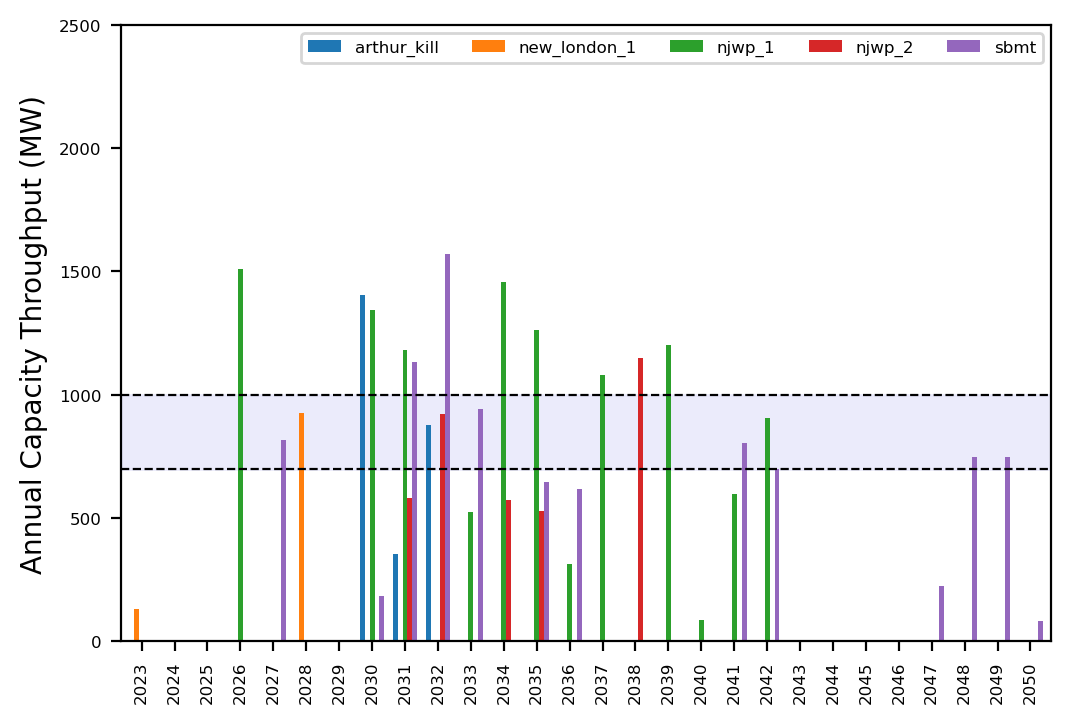 arthur_kill new_london_1 njwp_1 njwp_2 sbmt
Annual Capacity Throughput (MW)
2500
2000
1500
1000
500
0
2023 2024 2025 2026 2027 2028 2029 2030 2031 2032 2033 2034 2035 2036 2037 2038 2039 2040 2041 2042 2043 2044 2045 2046 2047 2048 2049 2050